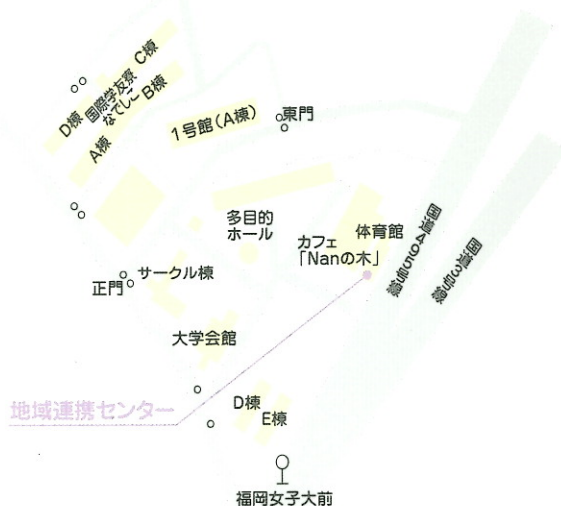 C棟
国際学友寮
なでしこ
B棟
D棟
A棟
1号館(A棟)
東門
多目的
ホール
カフェ
「Nanの木」
体育館
国道495号線
国道3号線
正門
サークル棟
大学会館
地域連携センター
D棟
E棟
福岡女子大前